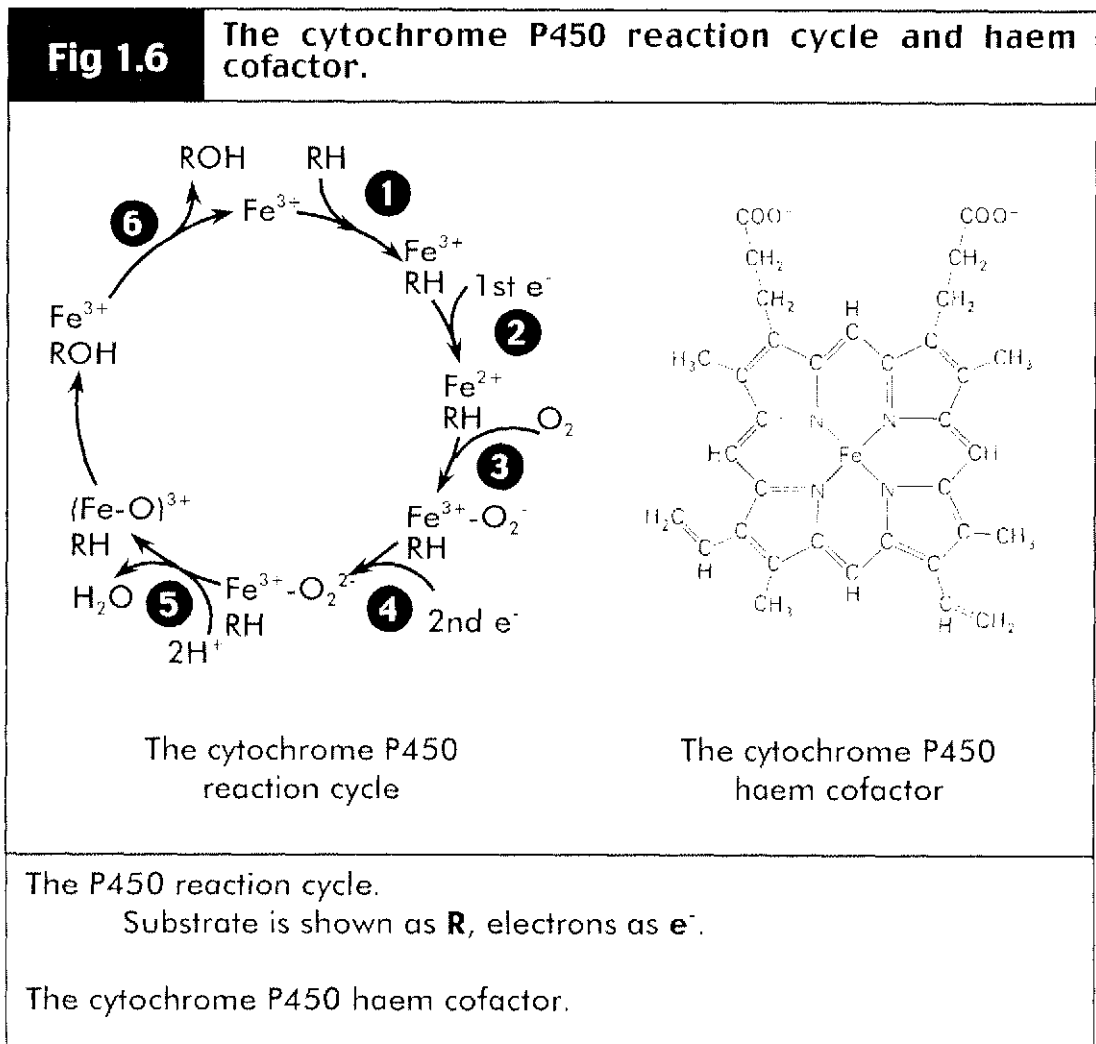 Fig 1.6
The cytochrome P450 reaction cycle and haem
cofactor.
ROH
RH
1
6
Fe³⁺
Fe³⁺
RH
1st e⁻
2
Fe³⁺
ROH
Fe²⁺
RH
O₂
3
(Fe-O)³⁺
RH
Fe³⁺-O₂⁻
RH
H₂O
5
Fe³⁺-O₂²⁻
RH
4
2nd e⁻
2H⁺
COO⁻
COO⁻
CH₂
CH₂
CH₂
CH₂
H
C
C
C
C
C
H₃C
C
C
C
CH₃
C
C
N
N
C
HC
Fe
CH
C
N
N
C
H₂C
C
C
C
C
C
CH₃
C
H
C
C
C
CH₃
H
C
H
CH₂
The cytochrome P450
reaction cycle
The cytochrome P450
haem cofactor
The P450 reaction cycle.
Substrate is shown as R, electrons as e⁻.
The cytochrome P450 haem cofactor.